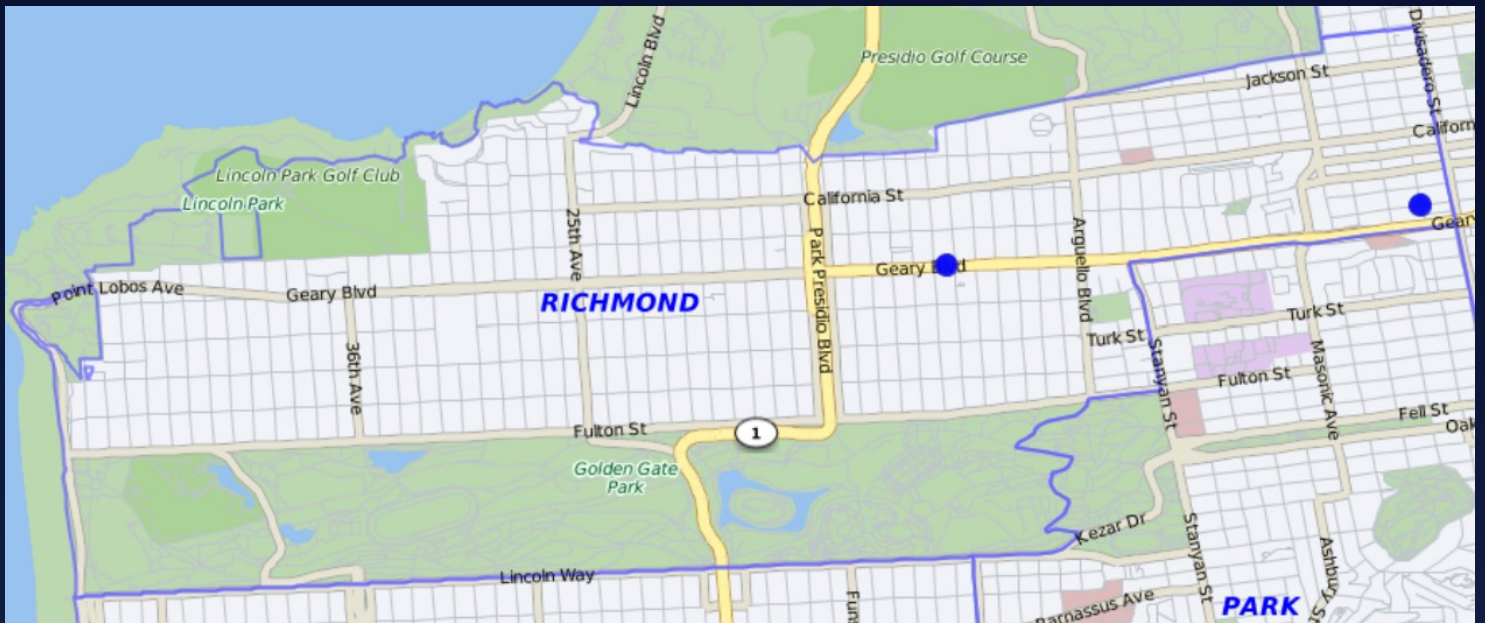 Lincoln Blvd
Presidio Golf Course
Divisadero St
Jackson St
Californ
Lincoln Park Golf Club
Lincoln Park
California St
25th Ave
Park Presidio Blvd
Arguello Blvd
Geary
Geary Blvd
Point Lobos Ave
Geary Blvd
RICHMOND
36th Ave
Turk St
Turk St
Stanyan St
Masonic Ave
Fulton St
Fell St
Oak
Fulton St
1
Golden Gate
Park
Kezar Dr
Stanyan St
Ashbury St
Lincoln Way
Fun
Parnassus Ave
PARK